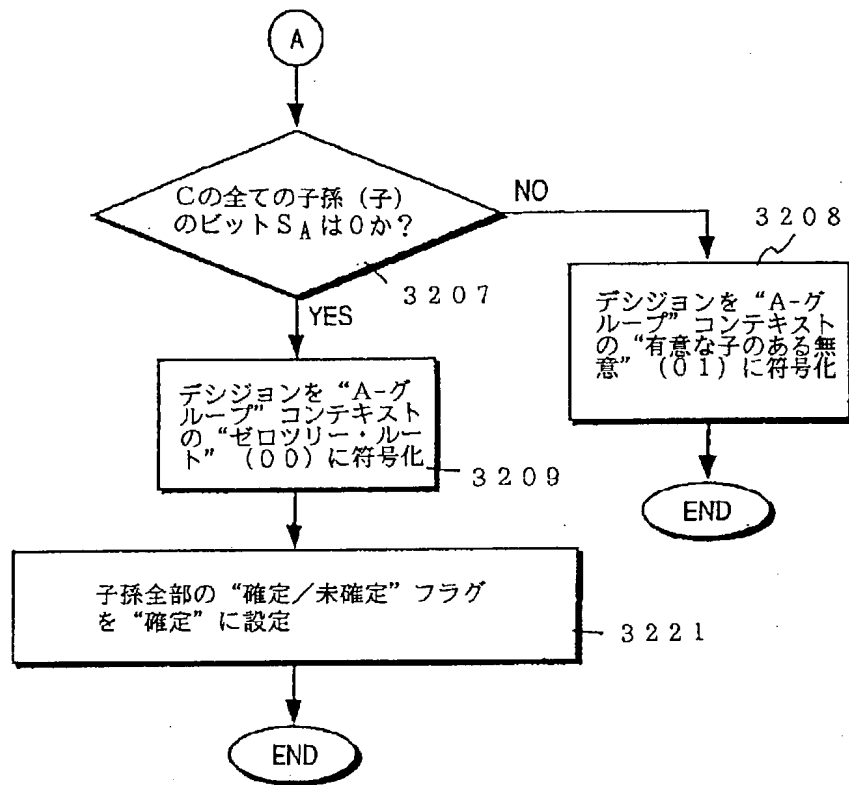 A
Cの全ての子孫（子）
のビットSAは0か？
NO
3207
YES
3208
デシジョンを“A-グ
ループ”コンテキスト
の“有意な子のある無
意”（01）に符号化
デシジョンを“A-グ
ループ”コンテキスト
の“ゼロツリー・ルー
ト”（00）に符号化
3209
END
子孫全部の“確定／未確定”フラグ
を“確定”に設定
3221
END